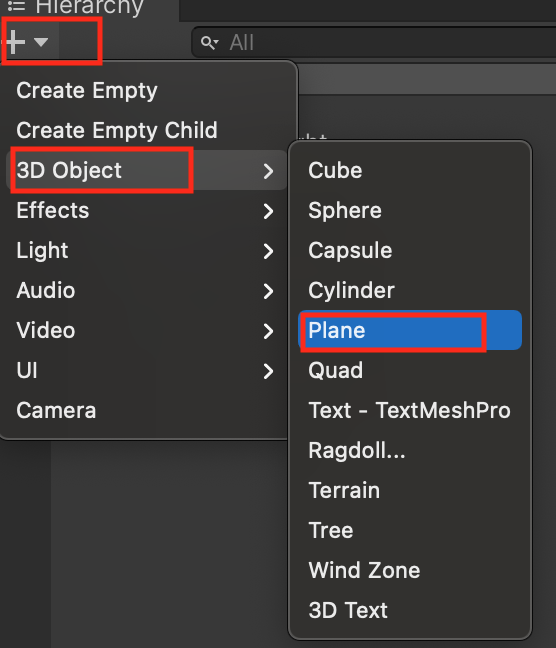 Hierarchy
All
Create Empty
Create Empty Child
3D Object
Effects
Light
Audio
Video
UI
Camera
Cube
Sphere
Capsule
Cylinder
Plane
Quad
Text - TextMeshPro
Ragdoll...
Terrain
Tree
Wind Zone
3D Text